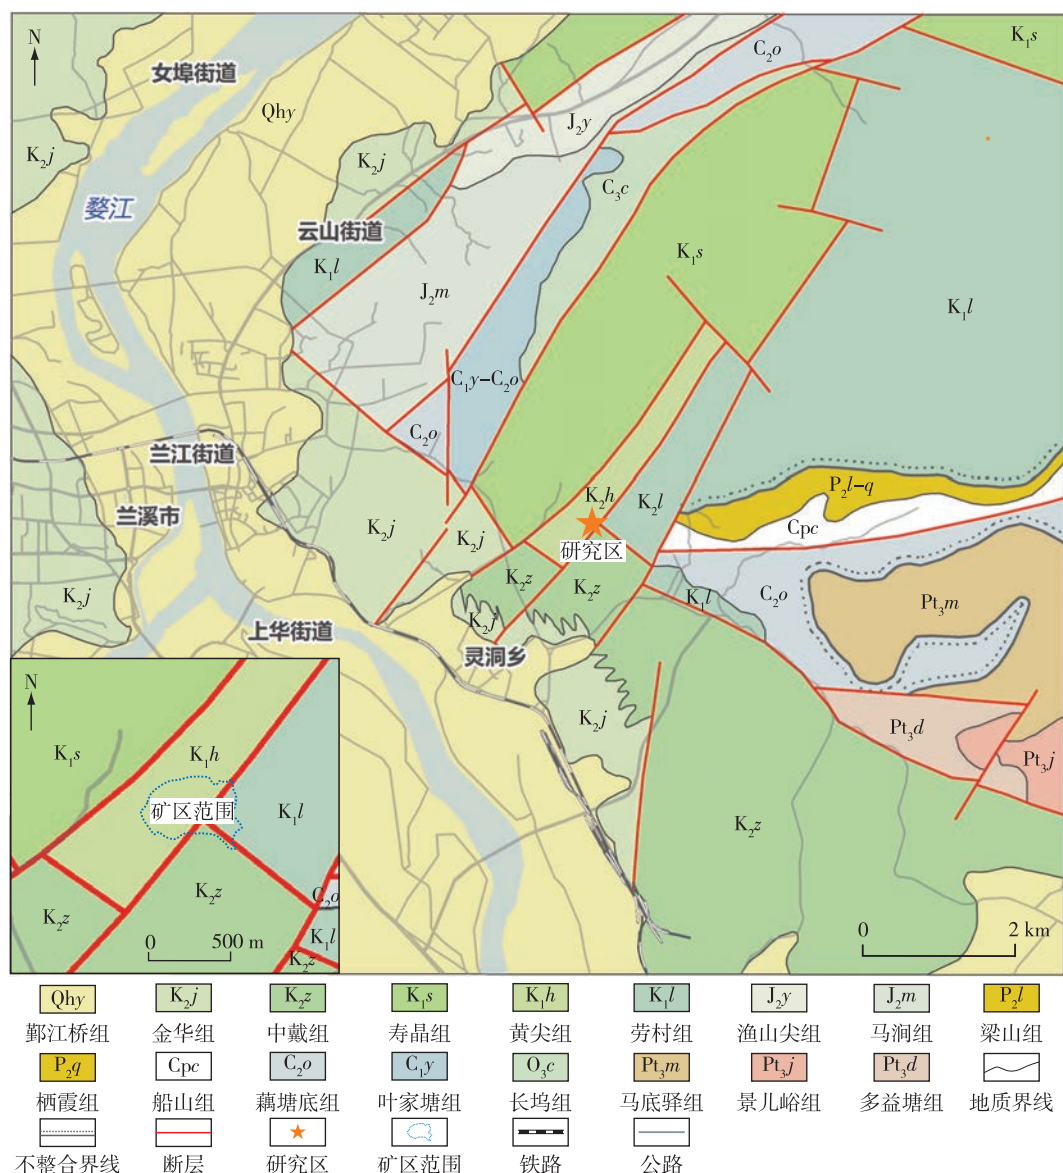 N
女埠街道
Qhy
C₂o
K₁s
J₂y
K₂j
K₂j
C₃c
婺江
云山街道
K₁l
K₁s
J₂m
K₁l
C₁y–C₂o
C₂o
兰江街道
K₂h
P₂l–q
兰溪市
K₂j
K₂j
K₂l
Cpc
研究区
K₂z
K₂z
K₂j
K₁l
C₂o
Pt₃m
K₂j
上华街道
灵洞乡
K₂j
Pt₃d
Pt₃j
K₂z
N
K₁s
K₁h
矿区范围
K₁l
K₂z
K₂z
C₂o
K₁l
K₂z
0 500 m
0 2 km
Qhy K₂j K₂z K₁s K₁h K₁l J₂y J₂m P₂l
鄞江桥组 金华组 中戴组 寿昌组 黄尖组 劳村组 渔山尖组 马涧组 梁山组
P₂q Cpc C₂o C₁y O₃c Pt₃m Pt₃j Pt₃d
栖霞组 船山组 藕塘底组 叶家塘组 长坞组 马底驿组 景儿峪组 多益塘组 地质界线
不整合界线 断层 研究区 矿区范围 铁路 公路